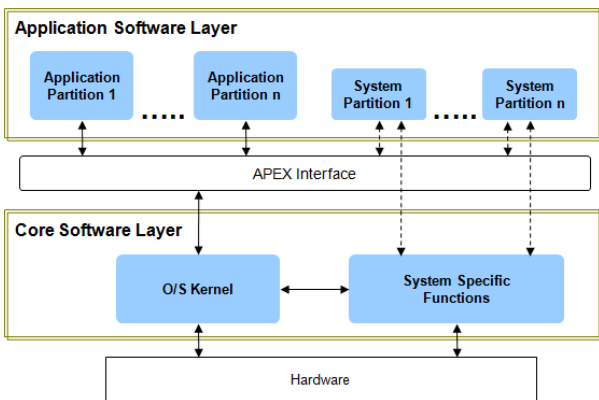 Application Software Layer
Application
Partition 1
.....
Application
Partition n
System
Partition 1
.....
System
Partition n
APEX Interface
Core Software Layer
O/S Kernel
System Specific
Functions
Hardware